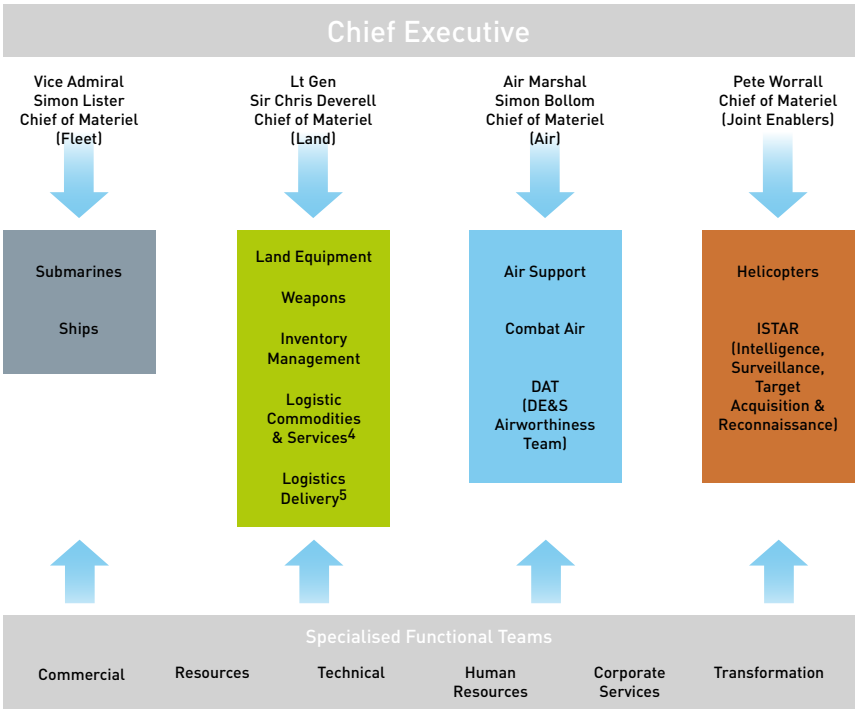 Chief Executive
Vice Admiral
Simon Lister
Chief of Materiel
(Fleet)
Lt Gen
Sir Chris Deverell
Chief of Materiel
(Land)
Air Marshal
Simon Bollom
Chief of Materiel
(Air)
Pete Worrall
Chief of Materiel
(Joint Enablers)
Submarines
Ships
Land Equipment
Weapons
Inventory
Management
Logistic
Commodities
& Services4
Logistics
Delivery5
Air Support
Combat Air
DAT
(DE&S
Airworthiness
Team)
Helicopters
ISTAR
(Intelligence,
Surveillance,
Target
Acquisition &
Reconnaissance)
Specialised Functional Teams
Commercial
Resources
Technical
Human
Resources
Corporate
Services
Transformation